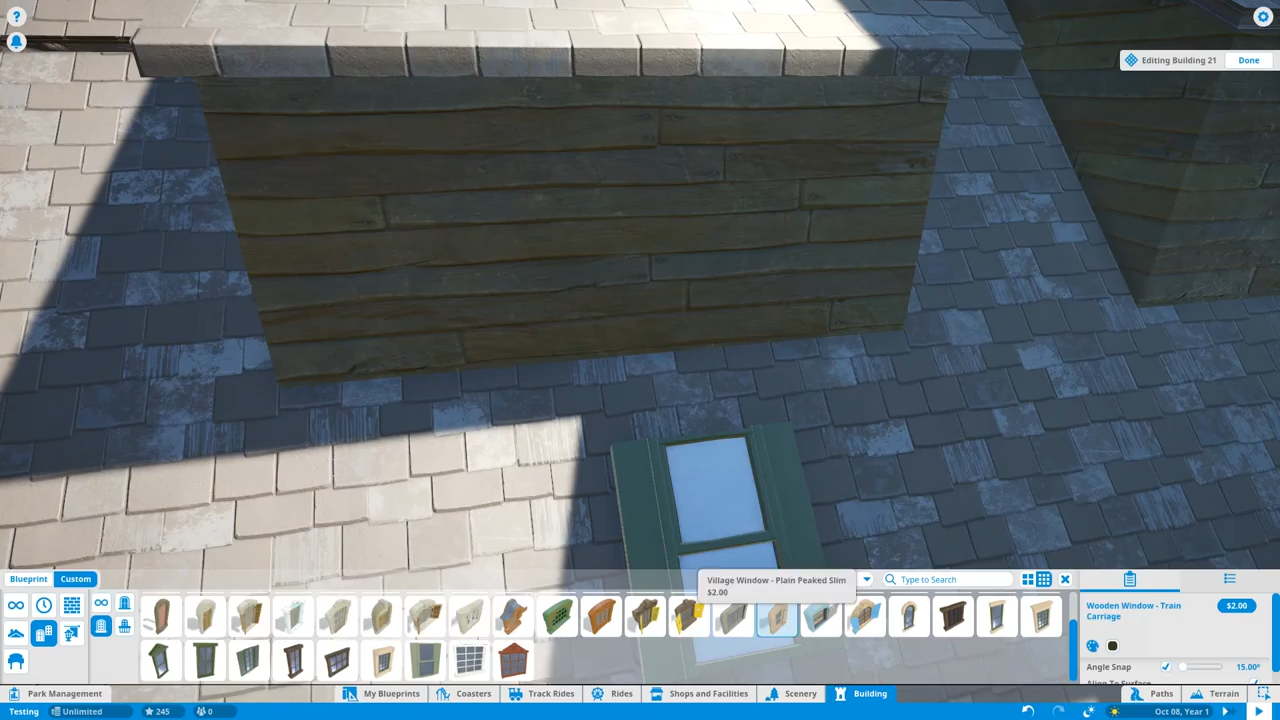 ?
Editing Building 21
Done
Village Window - Plain Peaked Slim
$2.00
Blueprint
Custom
Type to Search
Wooden Window - Train Carriage
$2.00
Angle Snap
15.00°
Park Management
My Blueprints
Coasters
Track Rides
Rides
Shops and Facilities
Scenery
Building
Paths
Terrain
Testing
Unlimited
245
0
Oct 08, Year 1